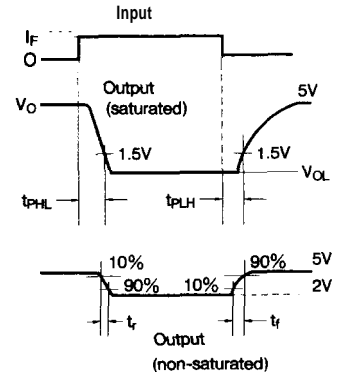 Input
IF
O
Output
(saturated)
VO
5V
1.5V
1.5V
VOL
tPHL
tPLH
10%
90%
5V
90%
10%
2V
tr
tf
Output
(non-saturated)